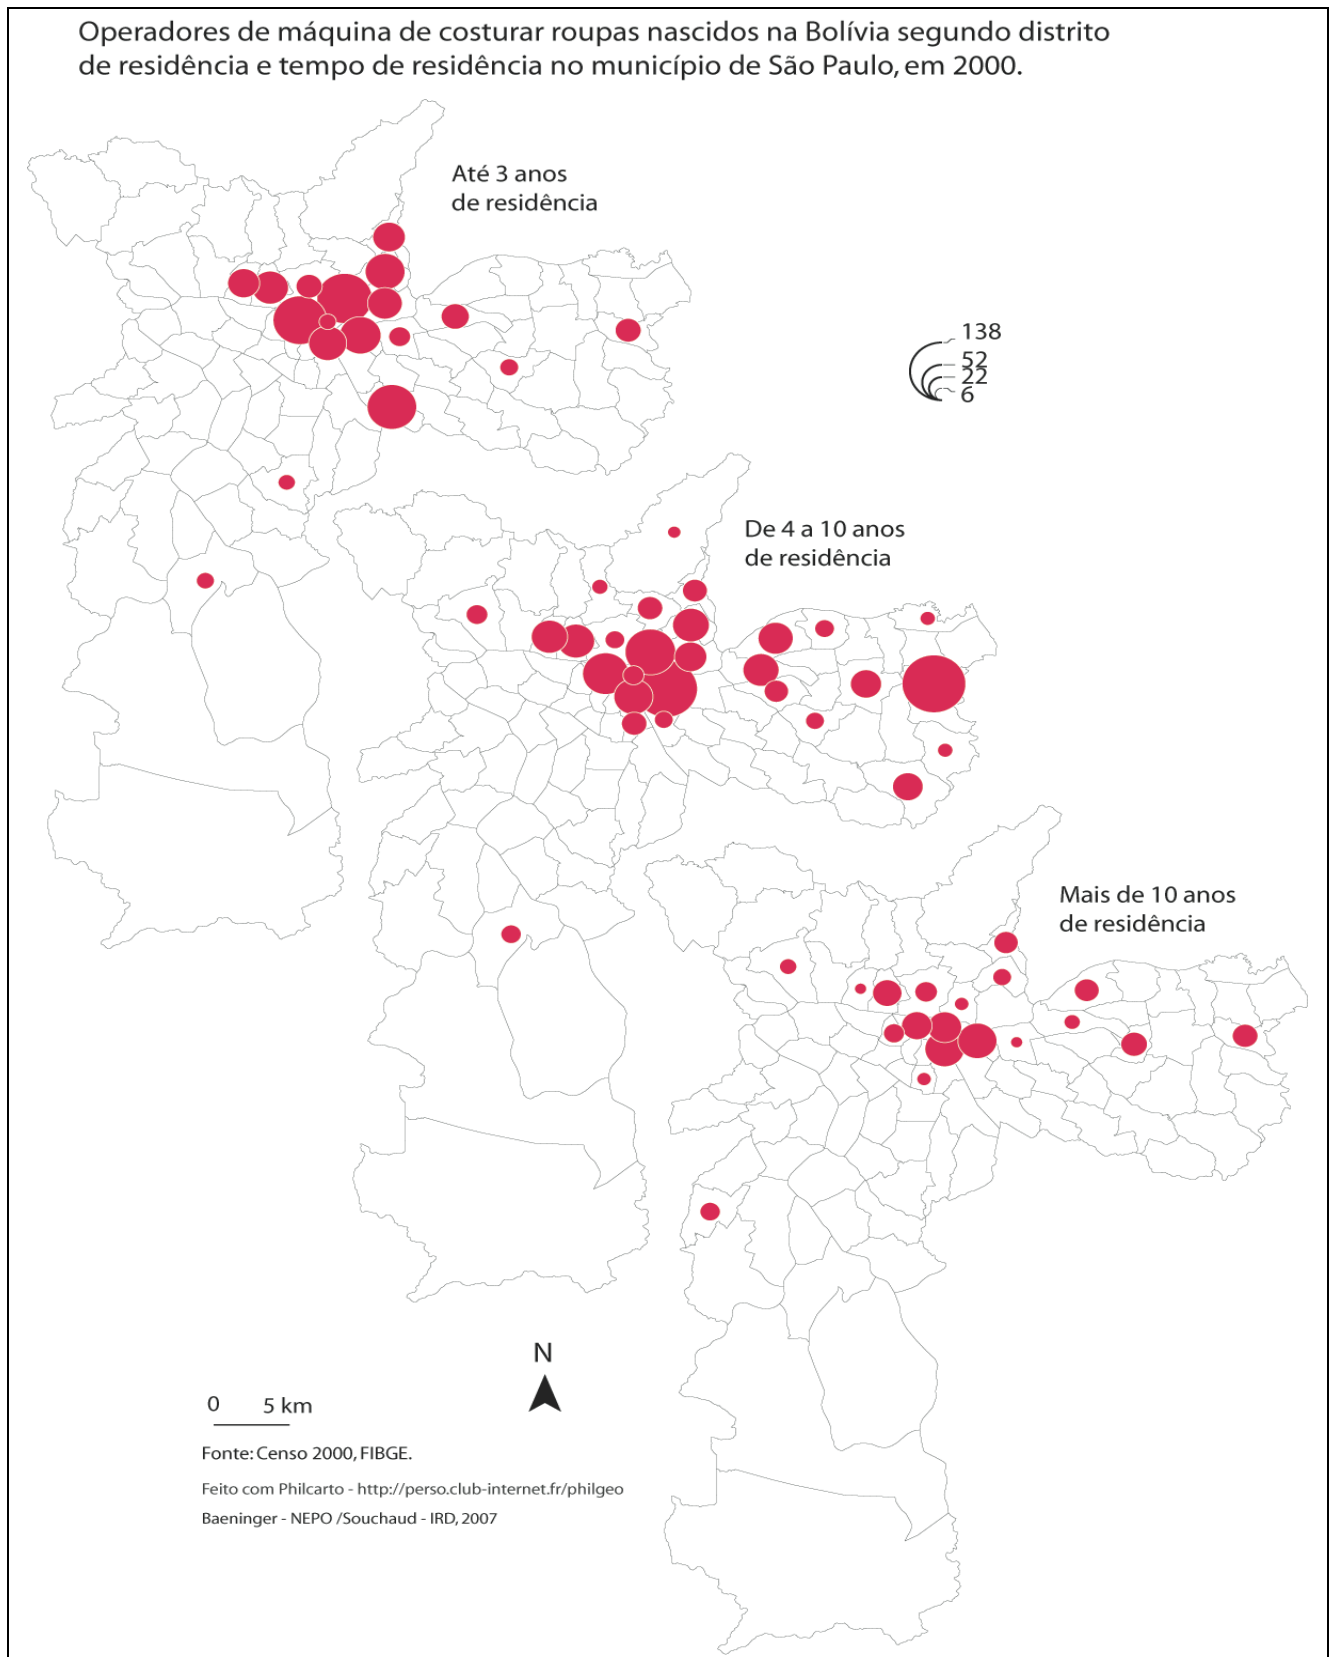 Operadores de máquina de costurar roupas nascidos na Bolívia segundo distrito
de residência e tempo de residência no município de São Paulo, em 2000.
Até 3 anos
de residência
138
52
22
6
De 4 a 10 anos
de residência
Mais de 10 anos
de residência
N
0 5 km
Fonte: Censo 2000, FIBGE.
Feito com Philcarto - http://perso.club-internet.fr/philgeo
Baeninger - NEPO /Souchaud - IRD, 2007